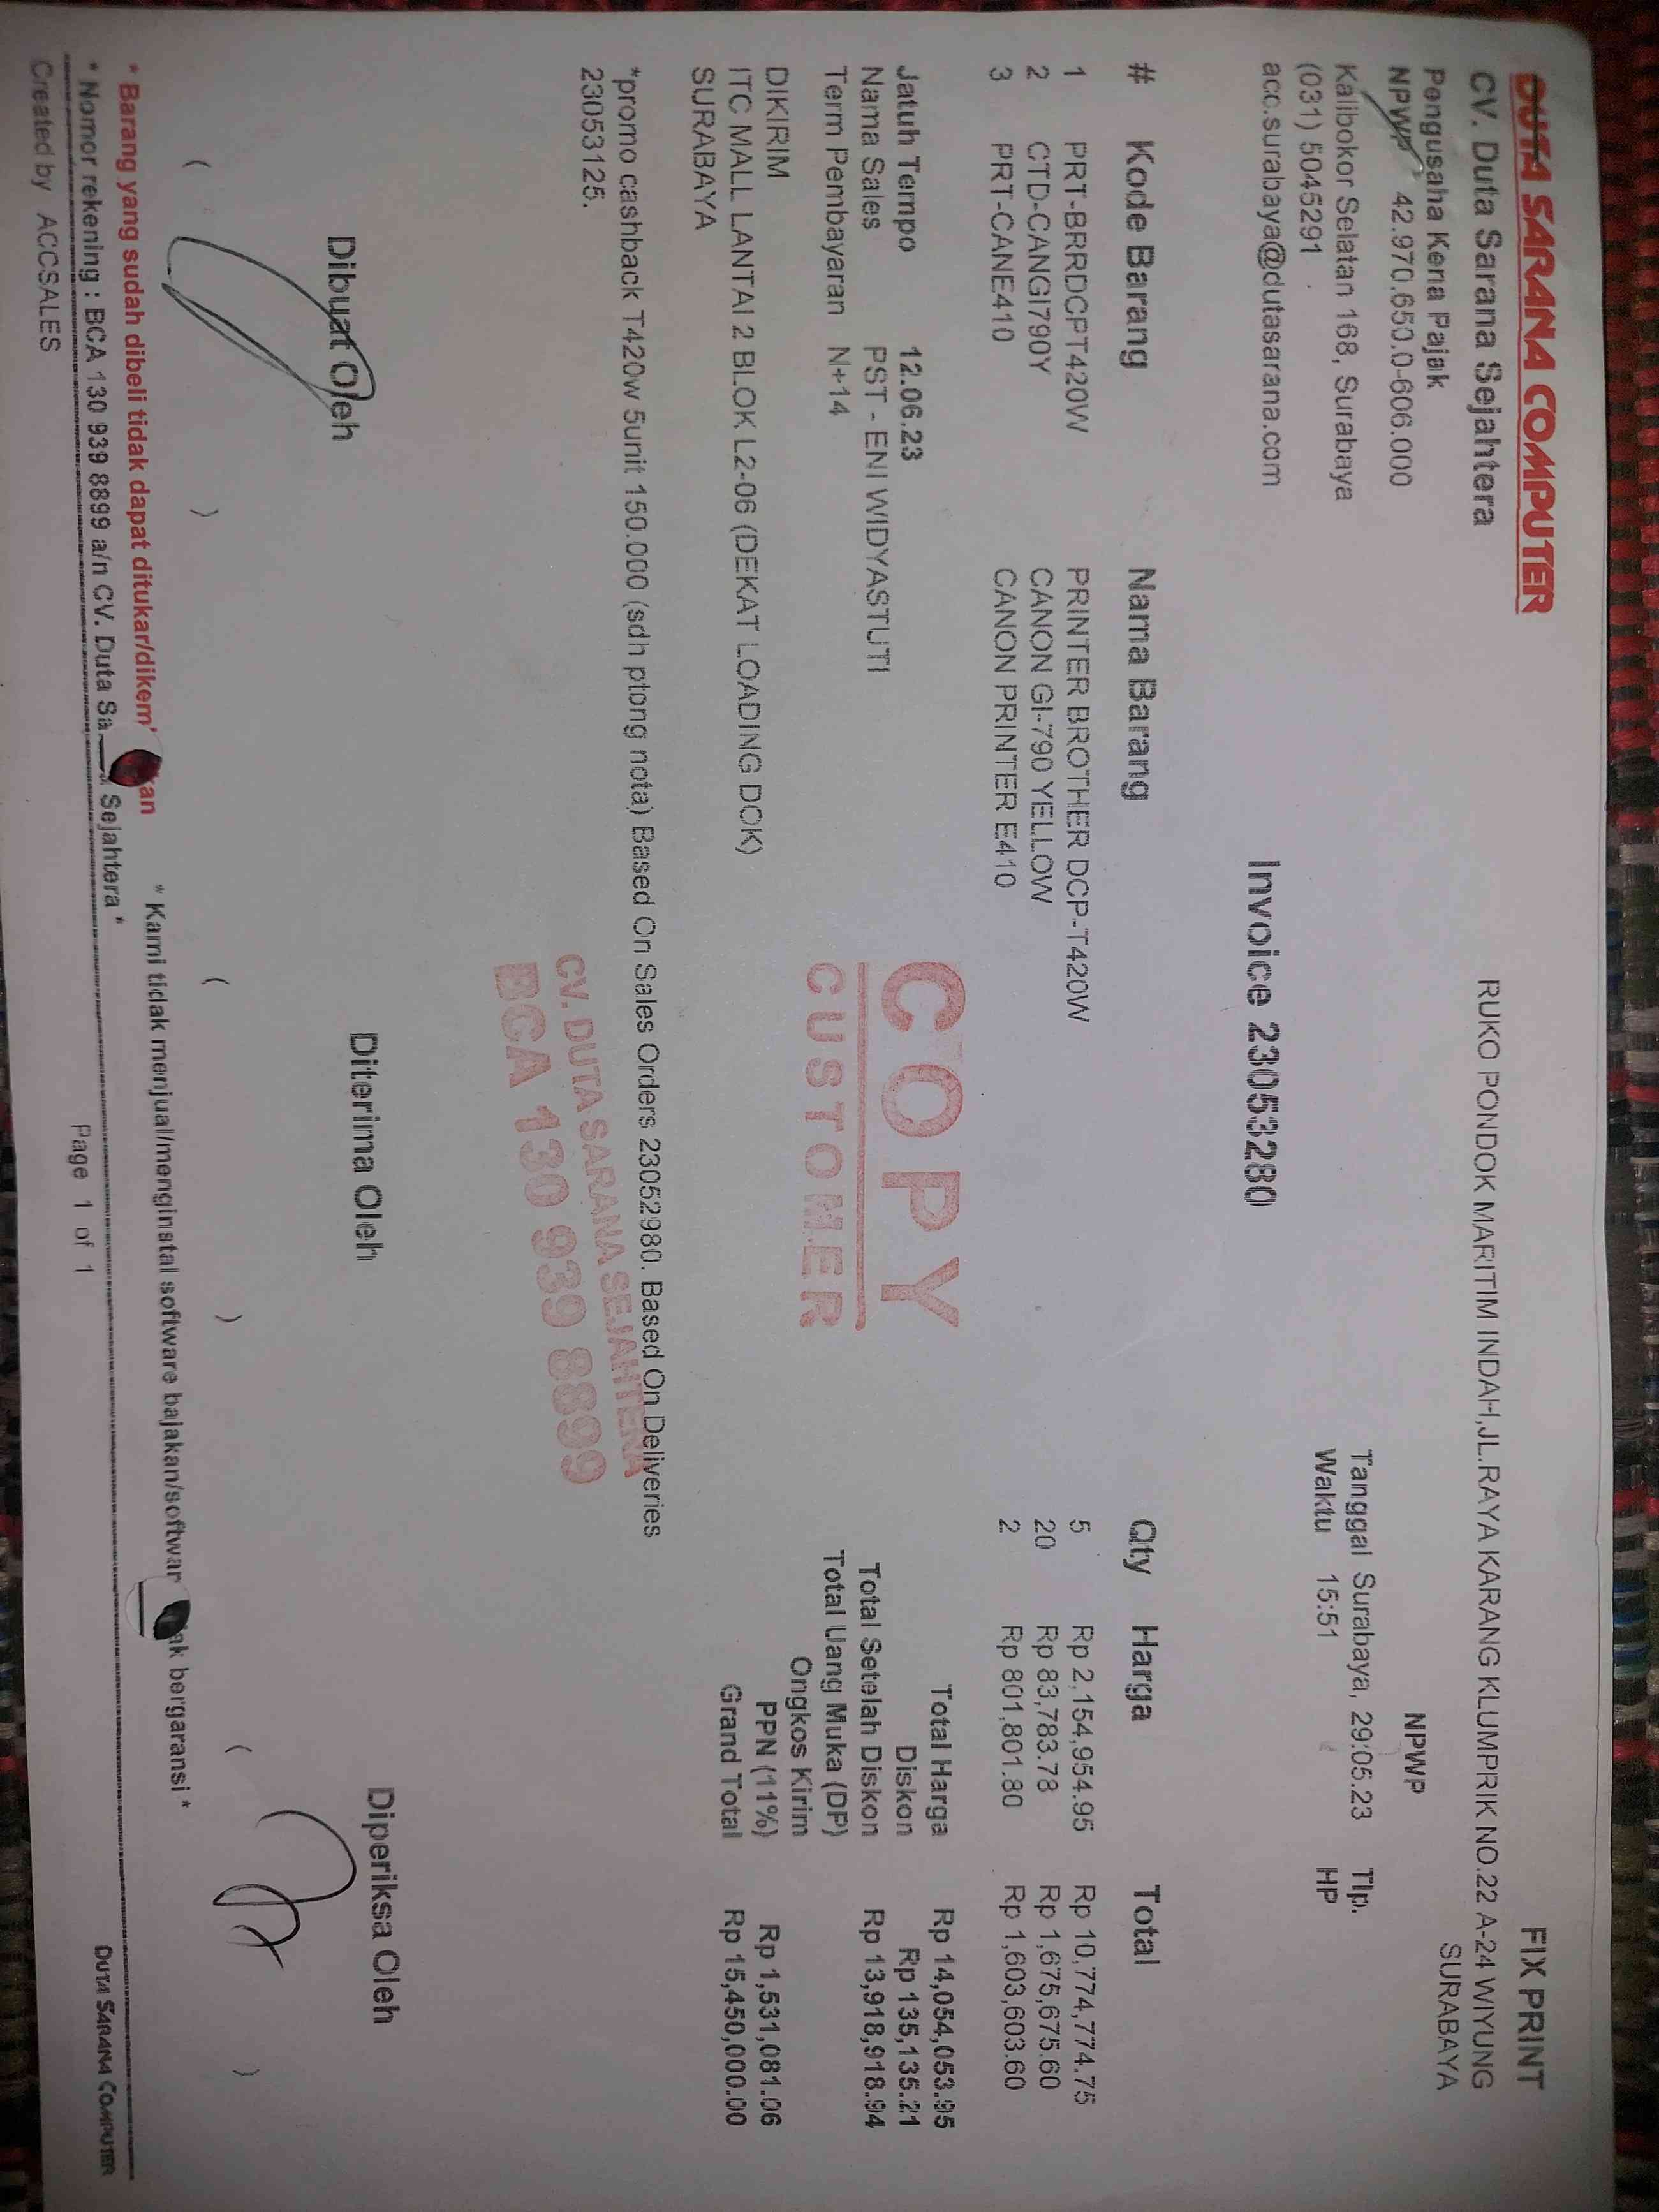 DUTA SARANA COMPUTER
CV. Duta Sarana Sejahtera
Pengusaha Kena Pajak
NPWP 42.970.650.0-606.000
Kalibokor Selatan 168, Surabaya
(031) 5045291
acc.surabaya@dutasarana.com
FIX PRINT
RUKO PONDOK MARITIM INDAH,JL.RAYA KARANG KLUMPRIK NO.22 A-24 WIYUNG
SURABAYA
NPWP
Tanggal Surabaya, 29.05.23 Tlp.
Waktu 15:51 HP
Invoice 23053280
# Kode Barang Nama Barang Qty Harga Total
1 PRT-BRRDCPT420W PRINTER BROTHER DCP-T420W 5 Rp 2,154,954.95 Rp 10,774,774.75
2 CTD-CANGI790Y CANON GI-790 YELLOW 20 Rp 83,783.78 Rp 1,675,675.60
3 PRT-CANE410 CANON PRINTER E410 2 Rp 801,801.80 Rp 1,603,603.60
Jatuh Tempo 12.06.23
Nama Sales PST - ENI WIDYASTUTI
Term Pembayaran N+14
DIKIRIM
ITC MALL LANTAI 2 BLOK L2-06 (DEKAT LOADING DOK)
SURABAYA
COPY
CUSTOMER
Total Harga Rp 14,054,053.95
Diskon Rp 135,135.21
Total Setelah Diskon Rp 13,918,918.94
Total Uang Muka (DP)
Ongkos Kirim
PPN (11%) Rp 1,531,081.06
Grand Total Rp 15,450,000.00
*promo cashback T420w 5unit 150.000 (sdh ptong nota) Based On Sales Orders 23052980. Based On Deliveries
23053125.
CV. DUTA SARANA SEJAHTERA
BCA 130 939 8899
Dibuat Oleh Diterima Oleh Diperiksa Oleh
( ) ( ) ( )
* Barang yang sudah dibeli tidak dapat ditukar/dikem an * Kami tidak menjual/menginstal software bajakan/softwar ak bergaransi *
* Nomor rekening : BCA 130 939 8899 a/n CV. Duta Sa Sejahtera *
DUTA SARANA COMPUTER
Created by ACCSALES Page 1 of 1